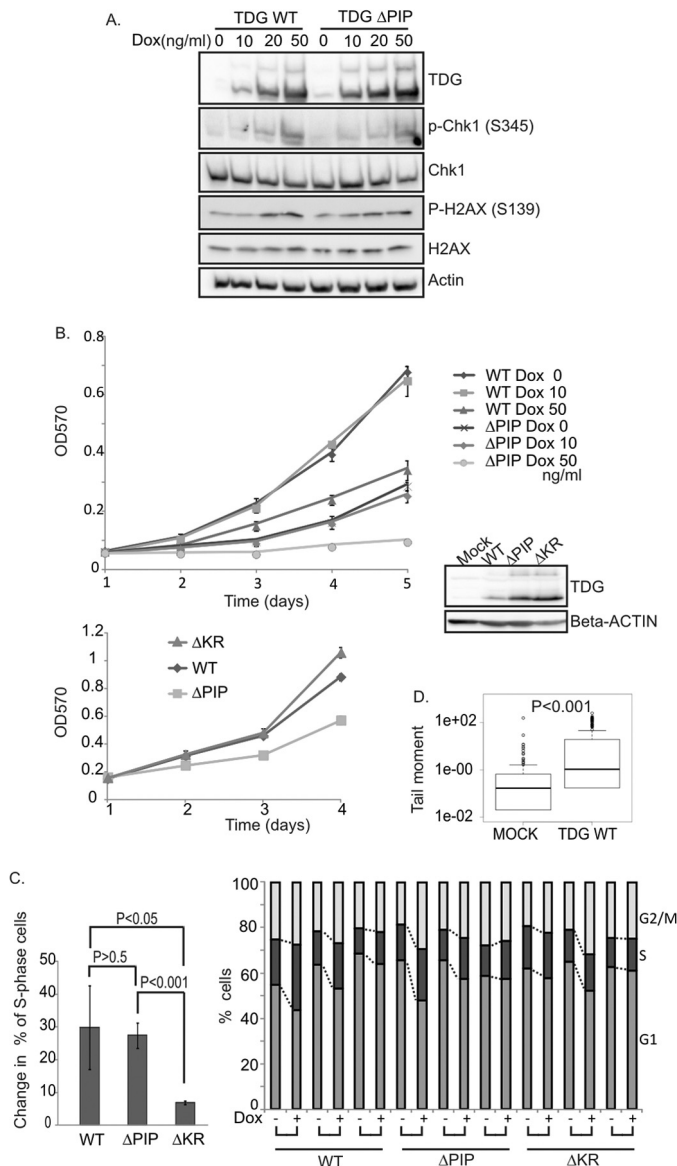 A.
TDG WT TDG ΔPIP
Dox(ng/ml) 0 10 20 50 0 10 20 50
TDG
p-Chk1 (S345)
Chk1
P-H2AX (S139)
H2AX
Actin
B.
0.8
0.6
0.4
0.2
0
OD570
1 2 3 4 5
Time (days)
WT Dox 0
WT Dox 10
WT Dox 50
ΔPIP Dox 0
ΔPIP Dox 10
ΔPIP Dox 50
ng/ml
Mock WT ΔPIP ΔKR
TDG
Beta-ACTIN
1.2
1
0.8
0.6
0.4
0.2
0
OD570
ΔKR
WT
ΔPIP
1 2 3 4
Time (days)
D.
P<0.001
Tail moment
1e+02
1e-00
1e-02
MOCK TDG WT
C.
P<0.05
P>0.5
P<0.001
Change in % of S-phase cells
50
40
30
20
10
0
WT ΔPIP ΔKR
% cells
100
80
60
40
20
0
G2/M
S
G1
Dox - + - + - + - + - + - + - + - + - +
WT ΔPIP ΔKR